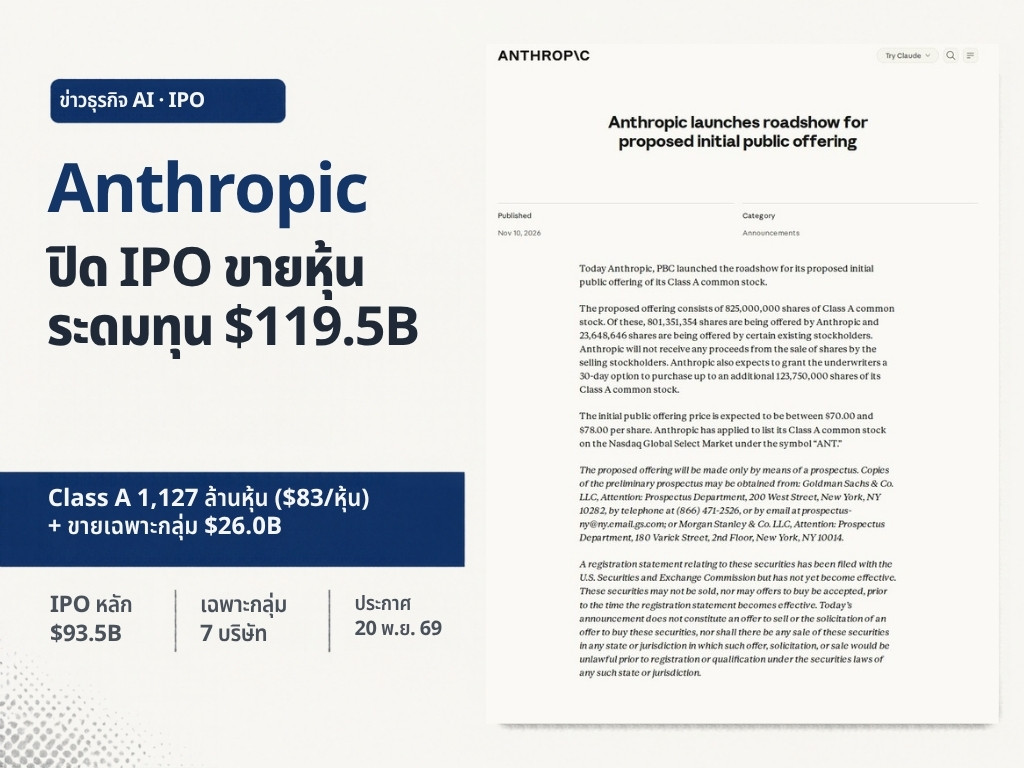 ข่าวธุรกิจ AI · IPO
Anthropic
ปิด IPO ขายหุ้น
ระดมทุน $119.5B
Class A 1,127 ล้านหุ้น ($83/หุ้น)
+ ขายเฉพาะกลุ่ม $26.0B
IPO หลัก
$93.5B
เฉพาะกลุ่ม
7 บริษัท
ประกาศ
20 พ.ย. 69
ANTHROP\C
Try Claude
Anthropic launches roadshow for
proposed initial public offering
Published
Nov 10, 2026
Category
Announcements
Today Anthropic, PBC launched the roadshow for its proposed initial
public offering of its Class A common stock.
The proposed offering consists of 825,000,000 shares of Class A common
stock. Of these, 801,351,354 shares are being offered by Anthropic and
23,648,646 shares are being offered by certain existing stockholders.
Anthropic will not receive any proceeds from the sale of shares by the
selling stockholders. Anthropic also expects to grant the underwriters a
30-day option to purchase up to an additional 123,750,000 shares of its
Class A common stock.
The initial public offering price is expected to be between $70.00 and
$78.00 per share. Anthropic has applied to list its Class A common stock
on the Nasdaq Global Select Market under the symbol “ANT.”
The proposed offering will be made only by means of a prospectus. Copies
of the preliminary prospectus may be obtained from: Goldman Sachs & Co.
LLC, Attention: Prospectus Department, 200 West Street, New York, NY
10282, by telephone at (866) 471-2526, or by email at prospectus-
ny@ny.email.gs.com; or Morgan Stanley & Co. LLC, Attention: Prospectus
Department, 180 Varick Street, 2nd Floor, New York, NY 10014.
A registration statement relating to these securities has been filed with the
U.S. Securities and Exchange Commission but has not yet become effective.
These securities may not be sold, nor may offers to buy be accepted, prior
to the time the registration statement becomes effective. Today's
announcement does not constitute an offer to sell or the solicitation of an
offer to buy these securities, nor shall there be any sale of these securities
in any state or jurisdiction in which such offer, solicitation, or sale would be
unlawful prior to registration or qualification under the securities laws of
any such state or jurisdiction.